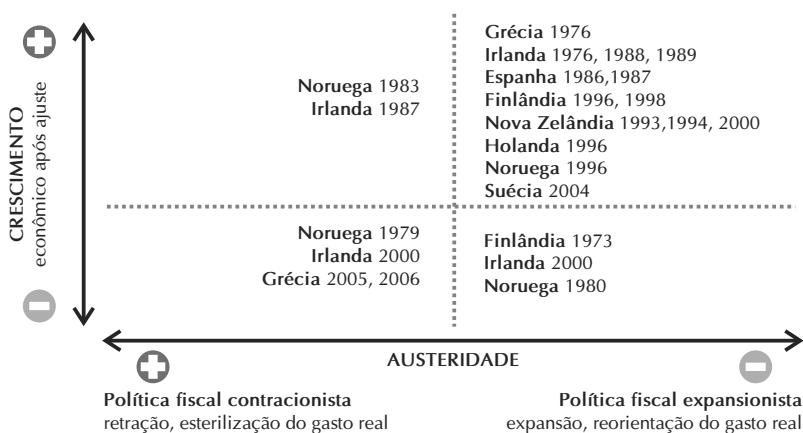 CRESCIMENTO
econômico após ajuste
Noruega 1983
Irlanda 1987
Grécia 1976
Irlanda 1976, 1988, 1989
Espanha 1986,1987
Finlândia 1996, 1998
Nova Zelândia 1993,1994, 2000
Holanda 1996
Noruega 1996
Suécia 2004
Noruega 1979
Irlanda 2000
Grécia 2005, 2006
Finlândia 1973
Irlanda 2000
Noruega 1980
AUSTERIDADE
Política fiscal contracionista
retração, esterilização do gasto real
Política fiscal expansionista
expansão, reorientação do gasto real